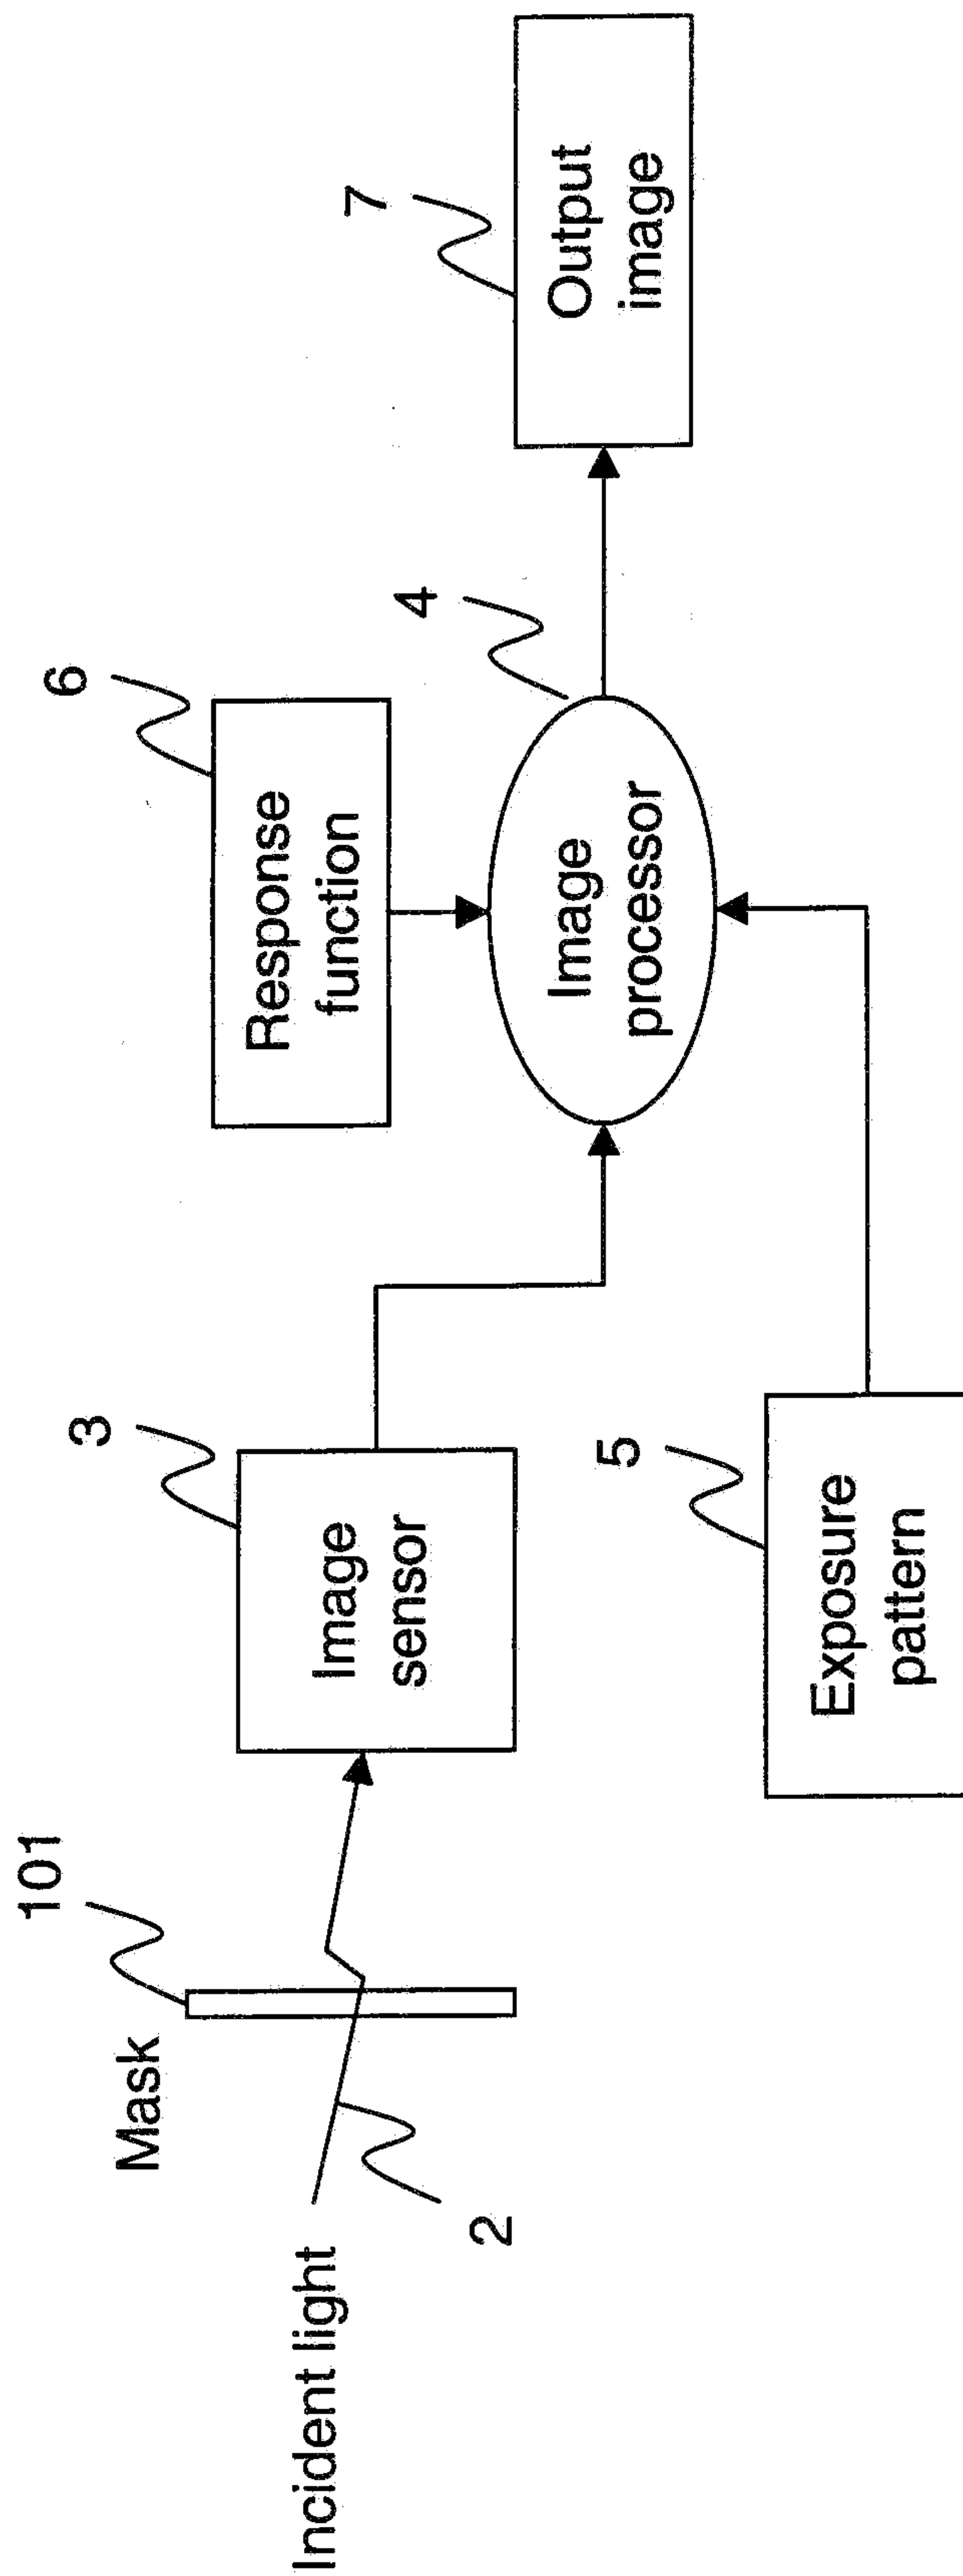 Incident light
2
Mask
101
Image
sensor
3
Exposure
pattern
5
Response
function
6
Image
processor
4
Output
image
7